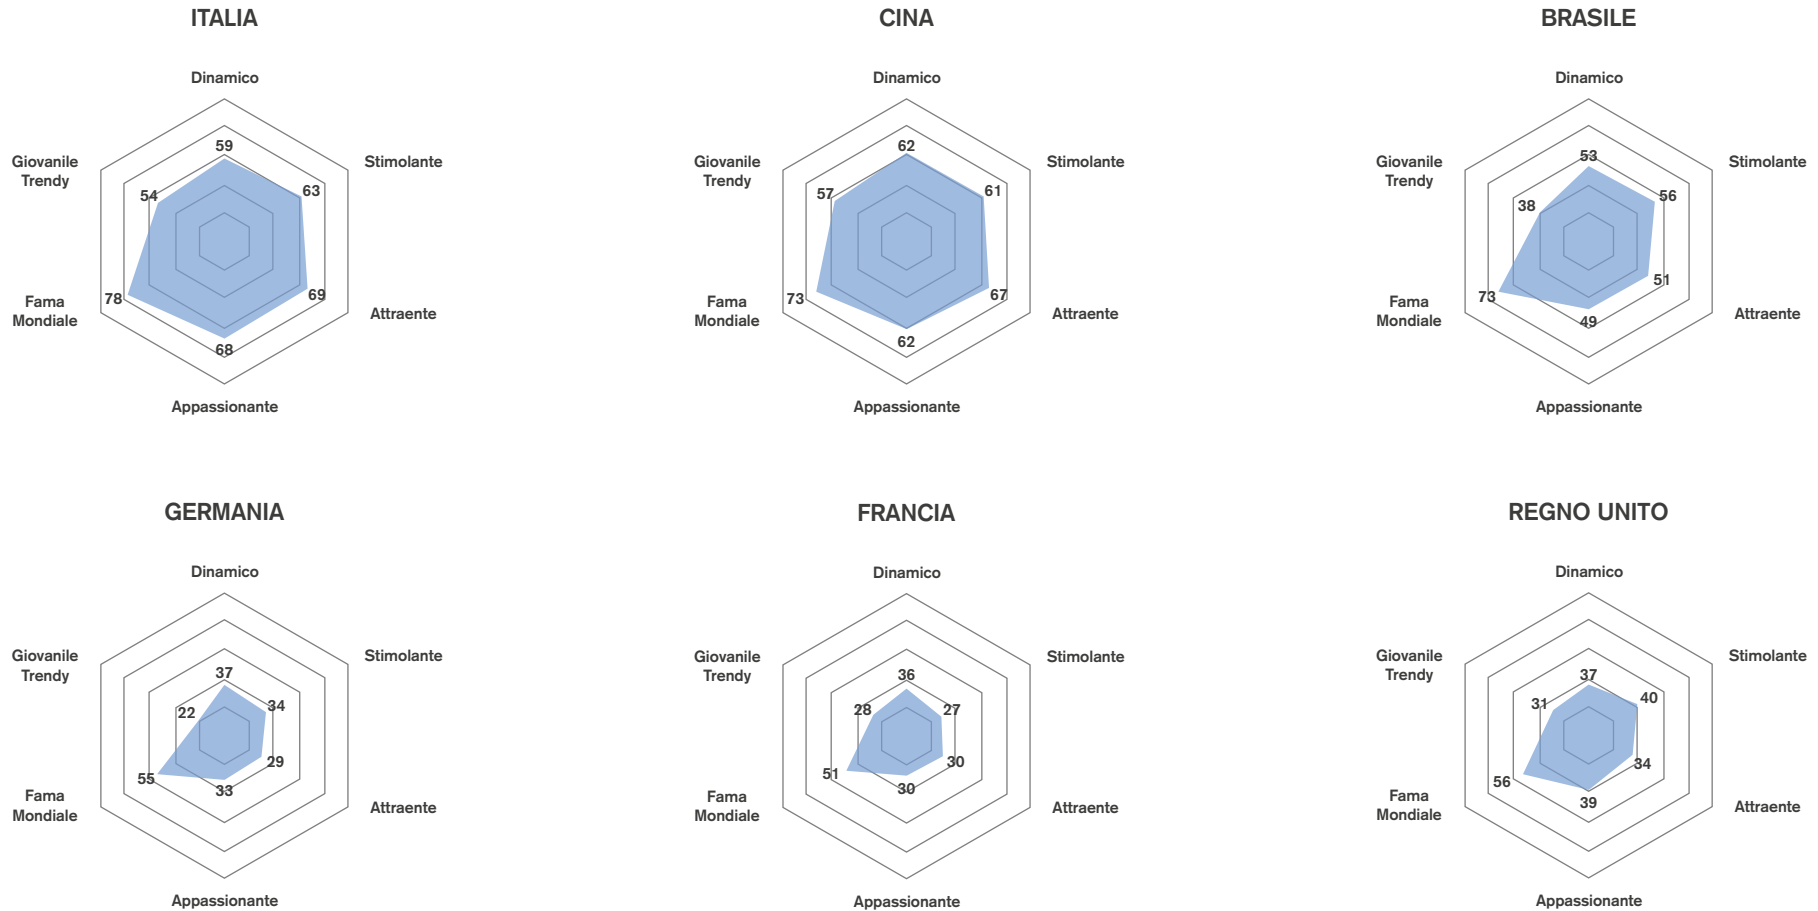 ITALIA
Dinamico
Giovanile
Trendy
Stimolante
59
54
63
78
69
68
Fama
Mondiale
Attraente
Appassionante
CINA
Dinamico
Giovanile
Trendy
Stimolante
62
57
61
73
67
62
Fama
Mondiale
Attraente
Appassionante
BRASILE
Dinamico
Giovanile
Trendy
Stimolante
53
38
56
73
51
49
Fama
Mondiale
Attraente
Appassionante
GERMANIA
Dinamico
Giovanile
Trendy
Stimolante
37
22
34
55
29
33
Fama
Mondiale
Attraente
Appassionante
FRANCIA
Dinamico
Giovanile
Trendy
Stimolante
36
28
27
51
30
30
Fama
Mondiale
Attraente
Appassionante
REGNO UNITO
Dinamico
Giovanile
Trendy
Stimolante
37
31
40
56
34
39
Fama
Mondiale
Attraente
Appassionante